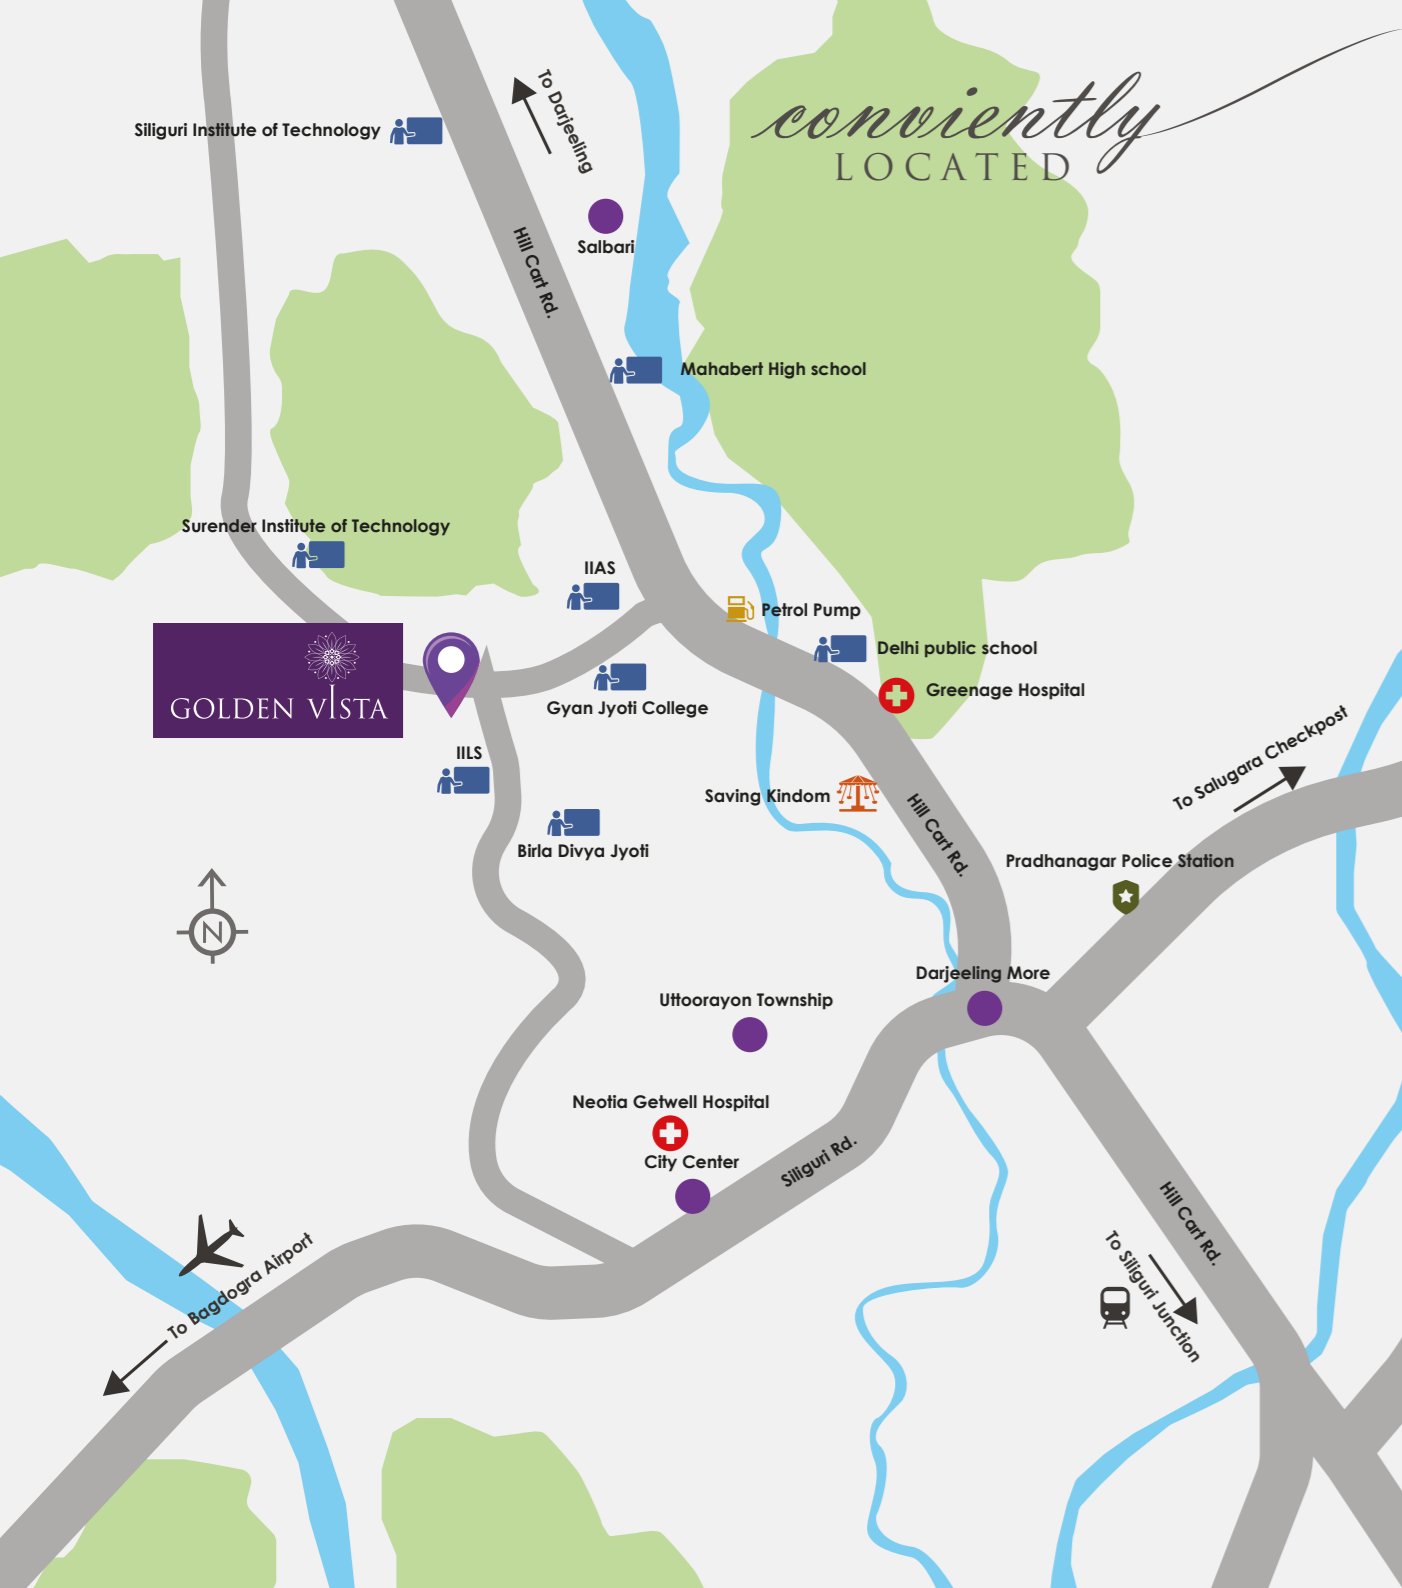 conviently
LOCATED
To Darjeeling
Siliguri Institute of Technology
Salbari
Hill Cart Rd.
Mahabert High school
Surender Institute of Technology
IIAS
Petrol Pump
Delhi public school
Greenage Hospital
GOLDEN VISTA
Gyan Jyoti College
IILS
To Salugara Checkpost
Saving Kindom
Hill Cart Rd.
Birla Divya Jyoti
Pradhanagar Police Station
N
Darjeeling More
Uttoorayon Township
Neotia Getwell Hospital
City Center
Siliguri Rd.
Hill Cart Rd.
To Bagdogra Airport
To Siliguri Junction